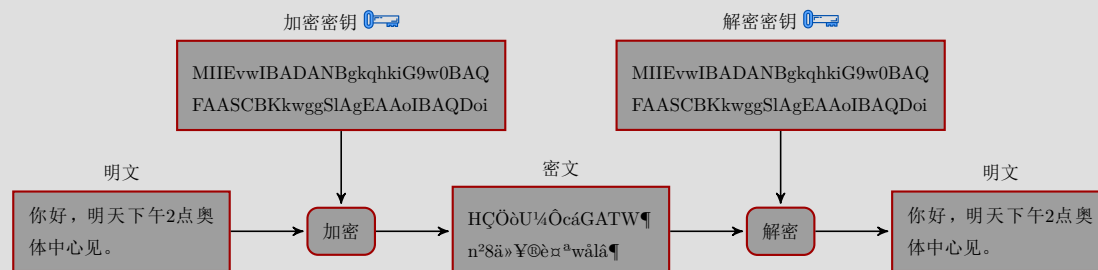 加密密钥
解密密钥
MIIEvwIBADANBgkqhkiG9w0BAQ
FAASCBKkwggSlAgEAAoIBAQDoi
MIIEvwIBADANBgkqhkiG9w0BAQ
FAASCBKkwggSlAgEAAoIBAQDoi
明文
密文
明文
你好，明天下午2点奥
体中心见。
加密
HÇÖòU¼ÔcáGATW¶
n²8ä»¥®è¤ªwålâ¶
解密
你好，明天下午2点奥
体中心见。